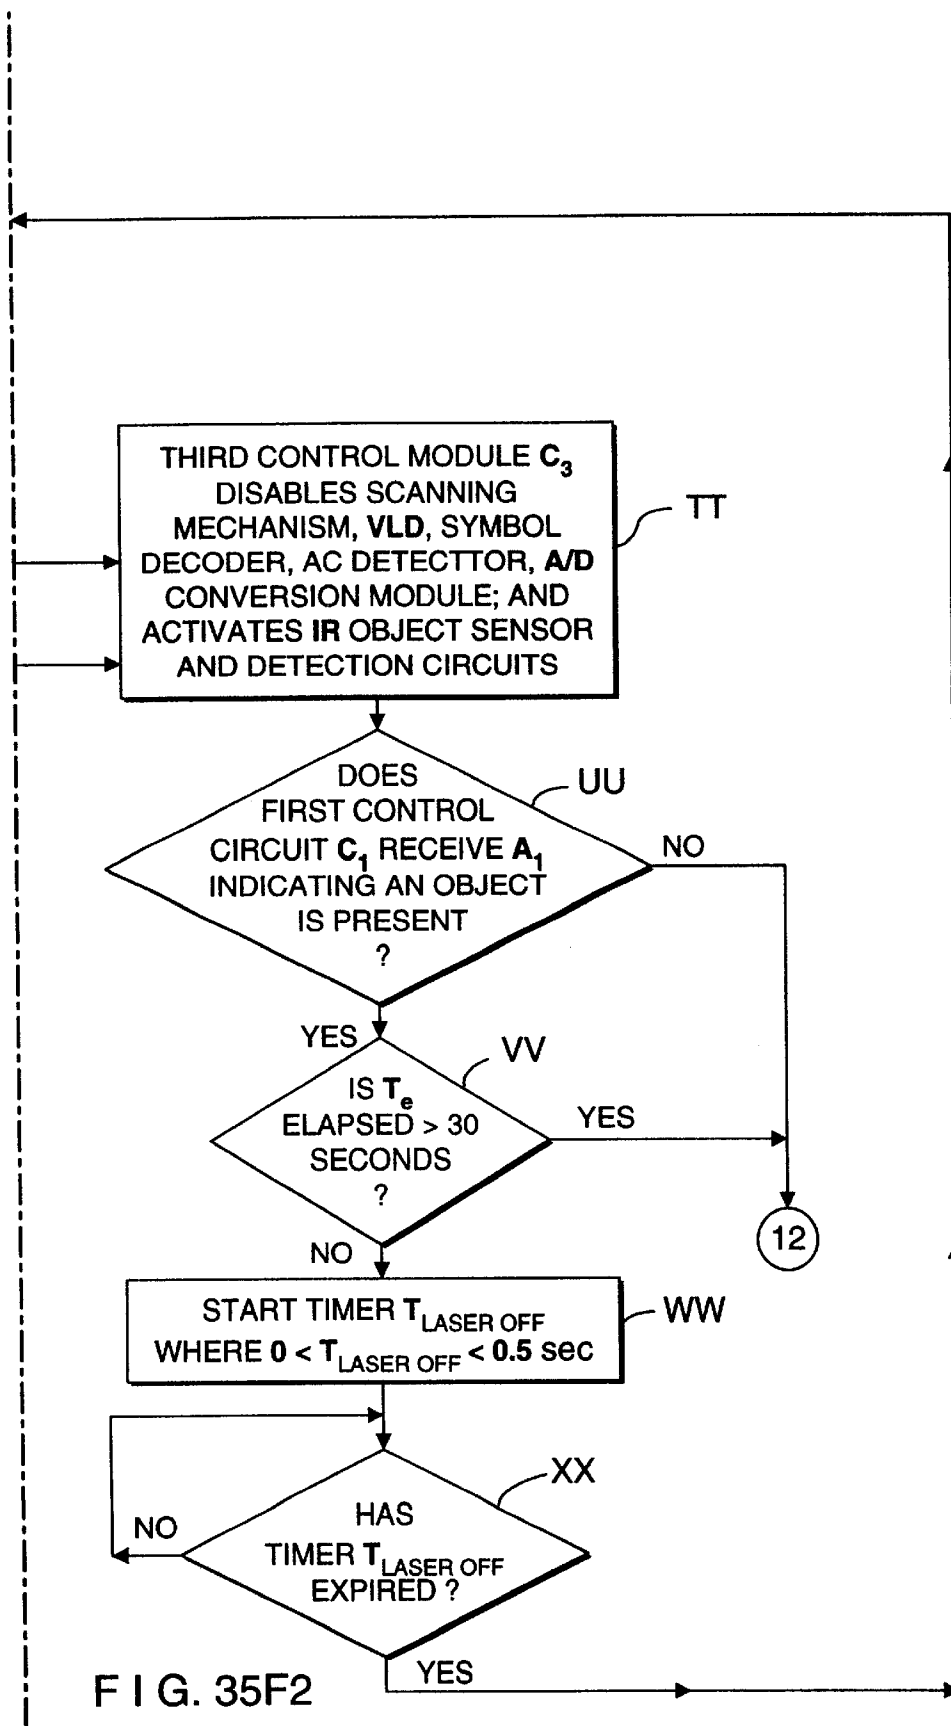 THIRD CONTROL MODULE C3
DISABLES SCANNING
MECHANISM, VLD, SYMBOL
DECODER, AC DETECTTOR, A/D
CONVERSION MODULE; AND
ACTIVATES IR OBJECT SENSOR
AND DETECTION CIRCUITS
TT
DOES
FIRST CONTROL
CIRCUIT C1 RECEIVE A1
INDICATING AN OBJECT
IS PRESENT
?
UU
NO
YES
IS Te
ELAPSED > 30
SECONDS
?
VV
YES
12
NO
START TIMER TLASER OFF
WHERE 0 < TLASER OFF < 0.5 sec
WW
HAS
TIMER TLASER OFF
EXPIRED ?
XX
NO
YES
FIG. 35F2